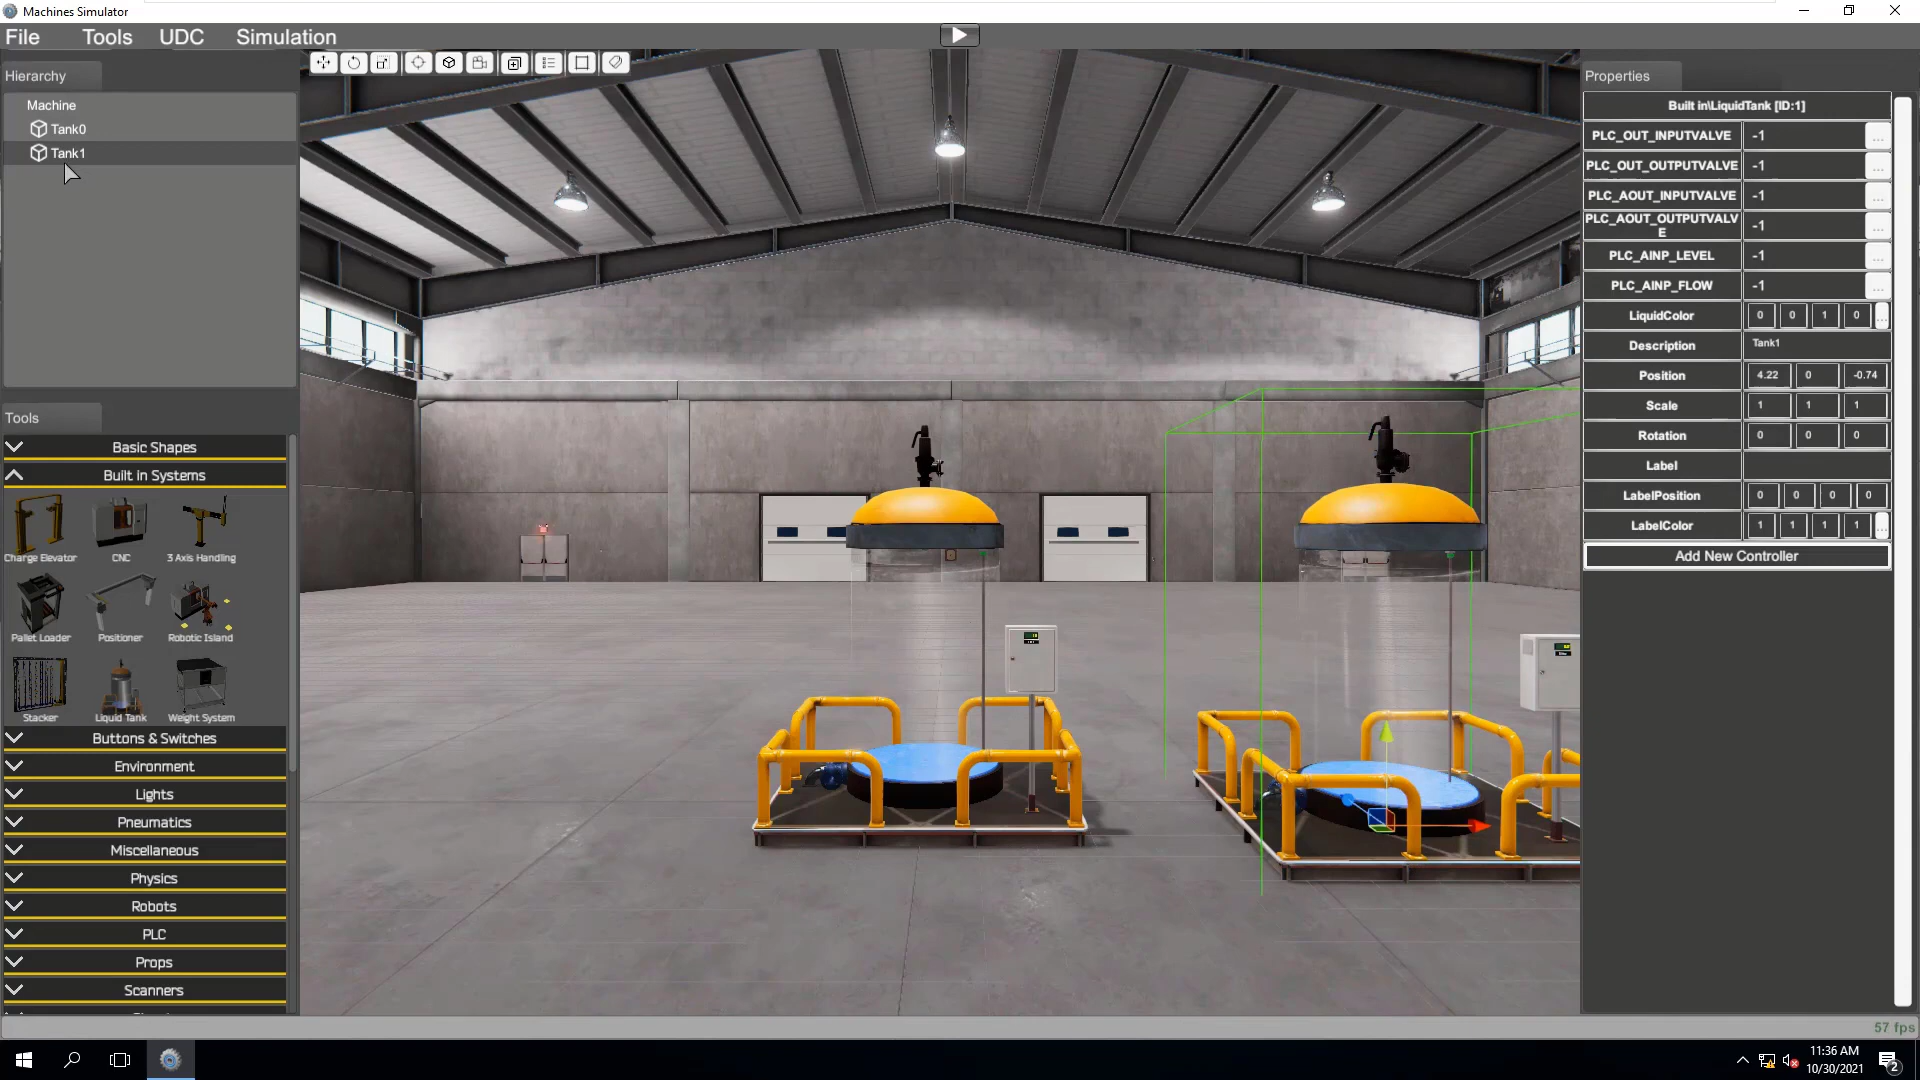 Machines Simulator
File Tools UDC Simulation
Hierarchy
Machine
Tank0
Tank1
Tools
Basic Shapes
Built in Systems
Charge Elevator CNC 3 Axis Handling
Pallet Loader Positioner Robotic Island
Stacker Liquid Tank Weight System
Buttons & Switches
Environment
Lights
Pneumatics
Miscellaneous
Physics
Robots
PLC
Props
Scanners
Properties
Built in\LiquidTank [ID:1]
PLC_OUT_INPUTVALVE -1 ...
PLC_OUT_OUTPUTVALVE -1 ...
PLC_AOUT_INPUTVALVE -1 ...
PLC_AOUT_OUTPUTVALV
E -1 ...
PLC_AINP_LEVEL -1 ...
PLC_AINP_FLOW -1 ...
LiquidColor 0 0 1 0 ...
Description Tank1
Position 4.22 0 -0.74
Scale 1 1 1
Rotation 0 0 0
Label
LabelPosition 0 0 0 0
LabelColor 1 1 1 1 ...
Add New Controller
57 fps
11:36 AM
10/30/2021
2